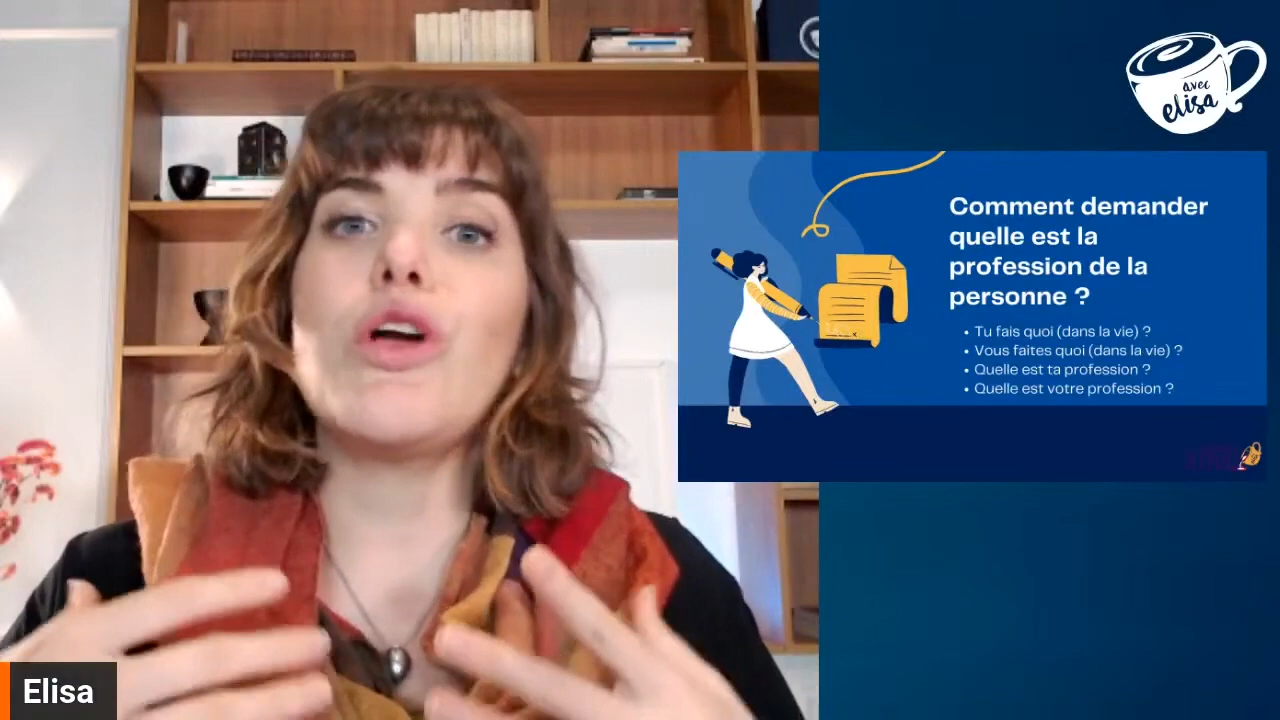 avec
elisa
Comment demander
quelle est la
profession de la
personne ?
• Tu fais quoi (dans la vie) ?
• Vous faites quoi (dans la vie) ?
• Quelle est ta profession ?
• Quelle est votre profession ?
Elisa